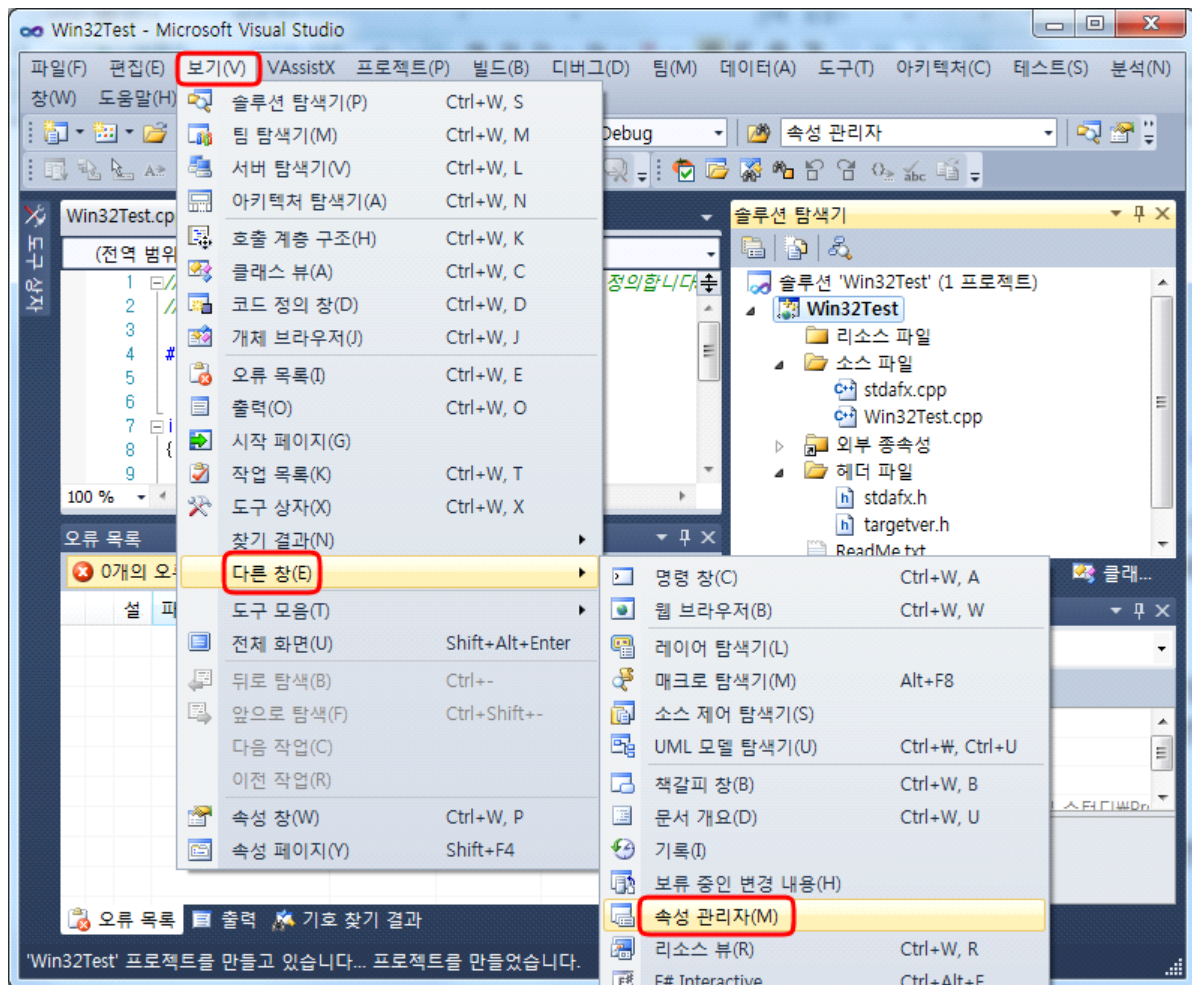 Win32Test - Microsoft Visual Studio
파일(F) 편집(E) 보기(V) VAssistX 프로젝트(P) 빌드(B) 디버그(D) 팀(M) 데이터(A) 도구(T) 아키텍처(C) 테스트(S) 분석(N)
창(W) 도움말(H)
Debug 속성 관리자
솔루션 탐색기(P) Ctrl+W, S
팀 탐색기(M) Ctrl+W, M
서버 탐색기(V) Ctrl+W, L
아키텍처 탐색기(A) Ctrl+W, N
호출 계층 구조(H) Ctrl+W, K
클래스 뷰(A) Ctrl+W, C
코드 정의 창(D) Ctrl+W, D
개체 브라우저(J) Ctrl+W, J
오류 목록(I) Ctrl+W, E
출력(O) Ctrl+W, O
시작 페이지(G)
작업 목록(K) Ctrl+W, T
도구 상자(X) Ctrl+W, X
찾기 결과(N)
다른 창(E)
도구 모음(T)
전체 화면(U) Shift+Alt+Enter
뒤로 탐색(B) Ctrl+-
앞으로 탐색(F) Ctrl+Shift+-
다음 작업(C)
이전 작업(R)
속성 창(W) Ctrl+W, P
속성 페이지(Y) Shift+F4
명령 창(C) Ctrl+W, A
웹 브라우저(B) Ctrl+W, W
레이어 탐색기(L)
매크로 탐색기(M) Alt+F8
소스 제어 탐색기(S)
UML 모델 탐색기(U) Ctrl+₩, Ctrl+U
책갈피 창(B) Ctrl+W, B
문서 개요(D) Ctrl+W, U
기록(I)
보류 중인 변경 내용(H)
속성 관리자(M)
리소스 뷰(R) Ctrl+W, R
F# Interactive Ctrl+Alt+F
도구 상자
Win32Test.cp
(전역 범위
정의합니다
1 //
2 //
3
4 #
5
6
7 i
8 {
9
100 %
솔루션 탐색기
솔루션 'Win32Test' (1 프로젝트)
Win32Test
리소스 파일
소스 파일
stdafx.cpp
Win32Test.cpp
외부 종속성
헤더 파일
stdafx.h
targetver.h
ReadMe.txt
클래...
오류 목록
0개의 오
설
오류 목록 출력 기호 찾기 결과
'Win32Test' 프로젝트를 만들고 있습니다... 프로젝트를 만들었습니다.